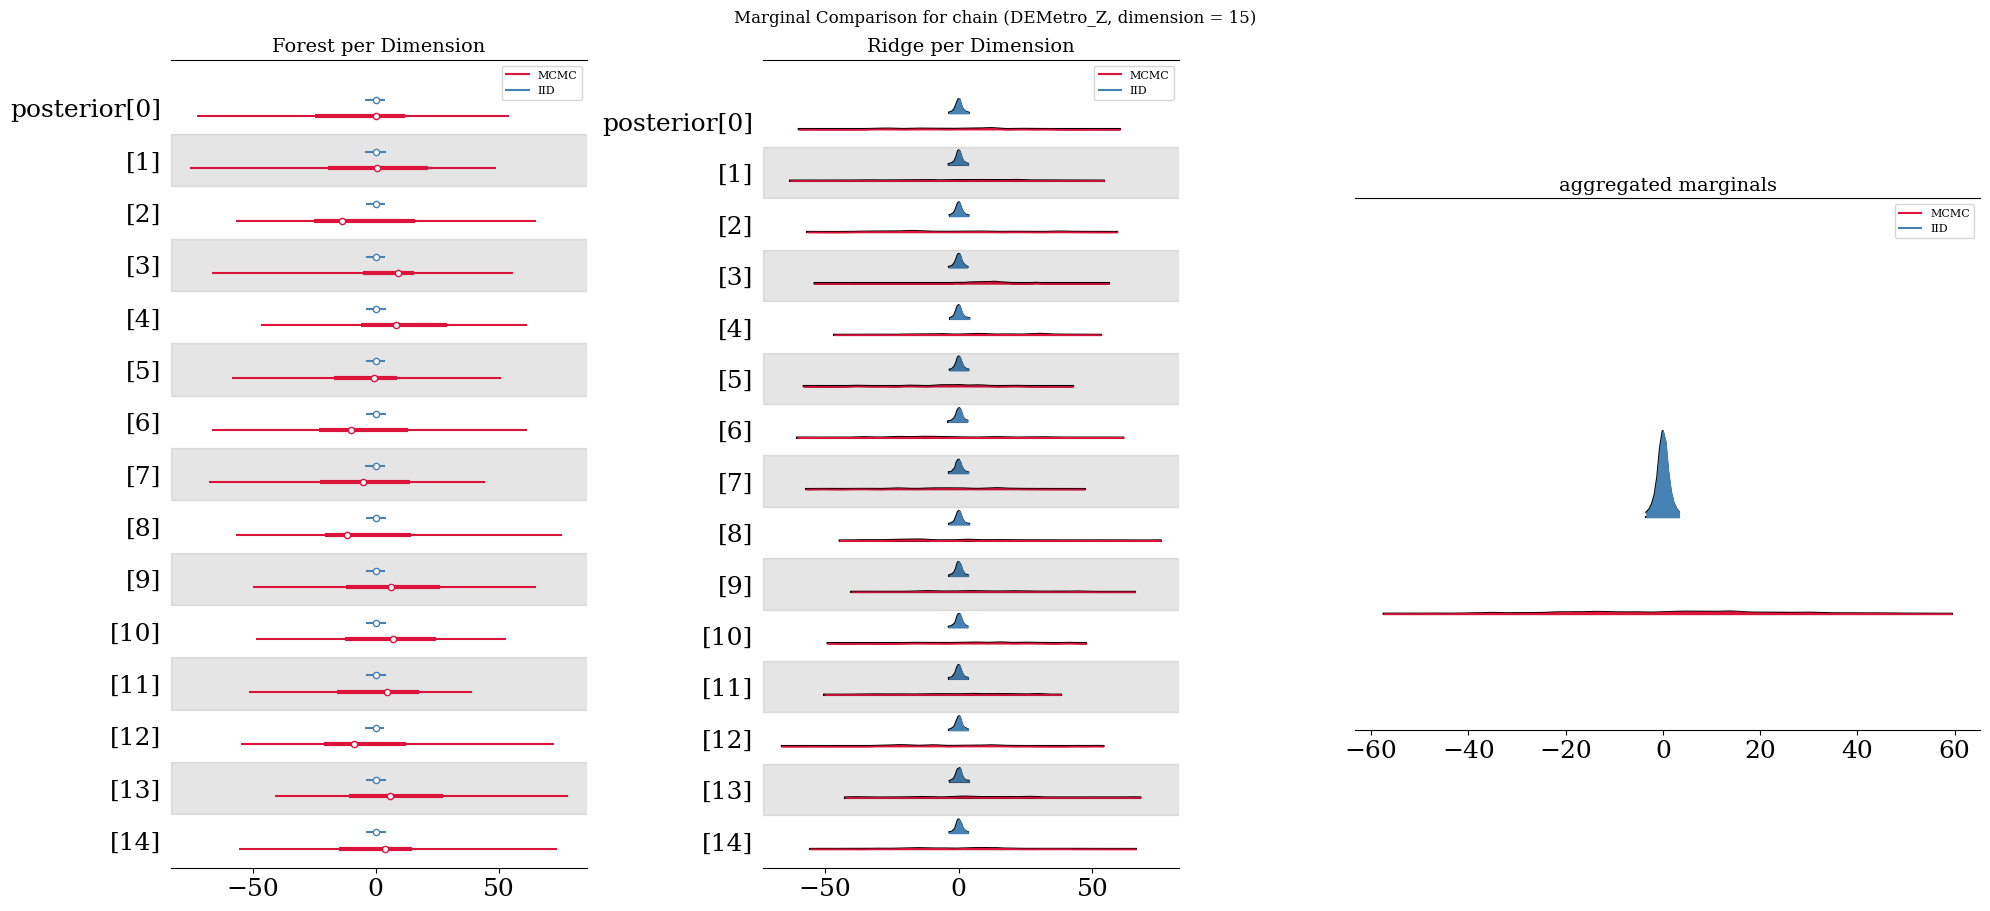 Marginal Comparison for chain (DEMetro_Z, dimension = 15)
Forest per Dimension
MCMC
IID
posterior[0]
[1]
[2]
[3]
[4]
[5]
[6]
[7]
[8]
[9]
[10]
[11]
[12]
[13]
[14]
−50 0 50
Ridge per Dimension
MCMC
IID
posterior[0]
[1]
[2]
[3]
[4]
[5]
[6]
[7]
[8]
[9]
[10]
[11]
[12]
[13]
[14]
−50 0 50
aggregated marginals
MCMC
IID
−60 −40 −20 0 20 40 60